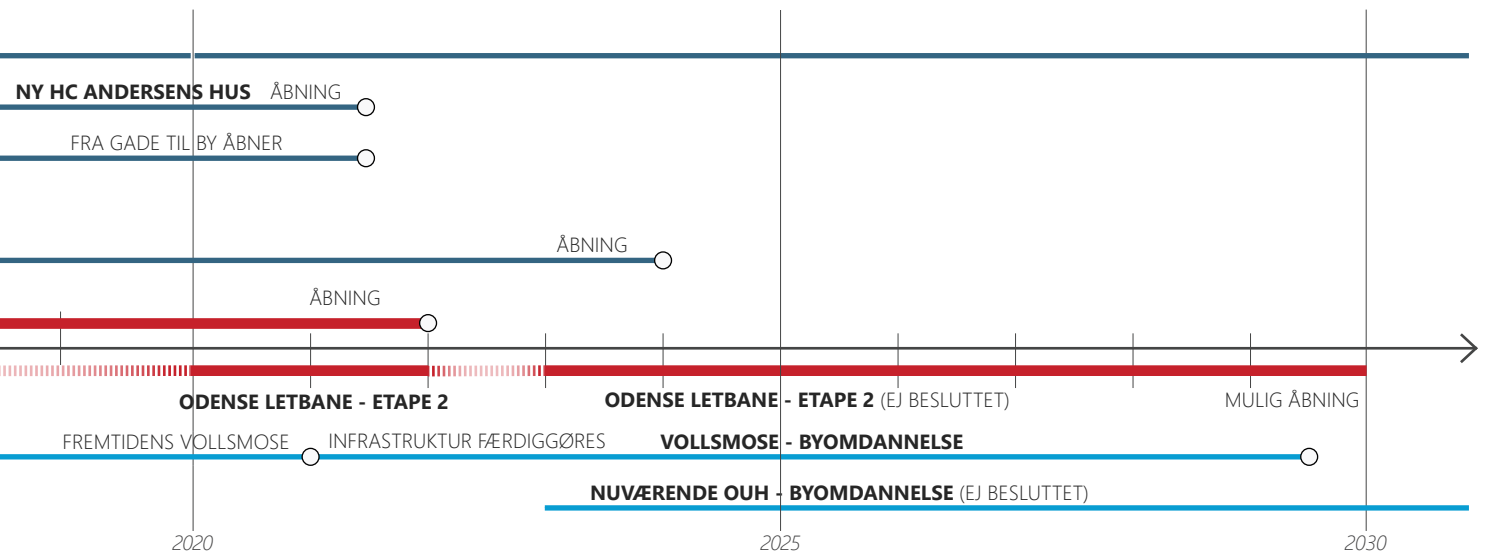 NY HC ANDERSENS HUS ÅBNING
FRA GADE TIL BY ÅBNER
ÅBNING
ÅBNING
ODENSE LETBANE - ETAPE 2
ODENSE LETBANE - ETAPE 2 (EJ BESLUTTET)
MULIG ÅBNING
FREMTIDENS VOLLSMOSE
INFRASTRUKTUR FÆRDIGGØRES
VOLLSMOSE - BYOMDANNELSE
NUVÆRENDE OUH - BYOMDANNELSE (EJ BESLUTTET)
2020
2025
2030